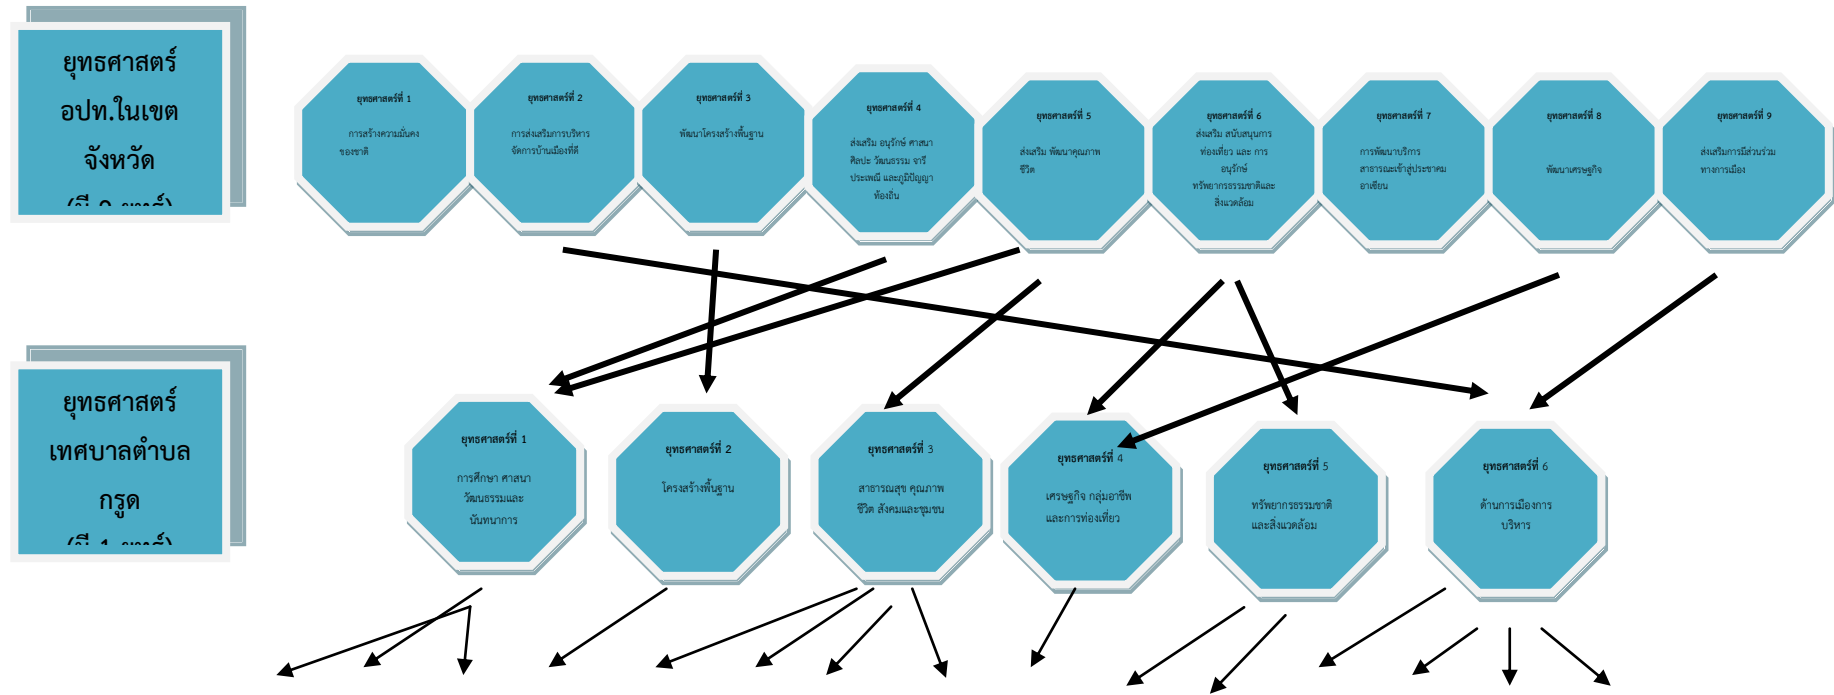 ยุทธศาสตร์
อปท.ในเขต
จังหวัด
ยุทธศาสตร์ที่ 1
การสร้างความมั่นคง
ของชาติ
ยุทธศาสตร์ที่ 2
การส่งเสริมการบริหาร
จัดการบ้านเมืองที่ดี
ยุทธศาสตร์ที่ 3
พัฒนาโครงสร้างพื้นฐาน
ยุทธศาสตร์ที่ 4
ส่งเสริม อนุรักษ์ ศาสนา
ศิลปะ วัฒนธรรม จารี
ประเพณี และภูมิปัญญา
ท้องถิ่น
ยุทธศาสตร์ที่ 5
ส่งเสริม พัฒนาคุณภาพ
ชีวิต
ยุทธศาสตร์ที่ 6
ส่งเสริม สนับสนุนการ
ท่องเที่ยว และ การ
อนุรักษ์
ทรัพยากรธรรมชาติและ
สิ่งแวดล้อม
ยุทธศาสตร์ที่ 7
การพัฒนาบริการ
สาธารณะเข้าสู่ประชาคม
อาเซียน
ยุทธศาสตร์ที่ 8
พัฒนาเศรษฐกิจ
ยุทธศาสตร์ที่ 9
ส่งเสริมการมีส่วนร่วม
ทางการเมือง
ยุทธศาสตร์
เทศบาลตำบล
กรูด
ยุทธศาสตร์ที่ 1
การศึกษา ศาสนา
วัฒนธรรมและ
นันทนาการ
ยุทธศาสตร์ที่ 2
โครงสร้างพื้นฐาน
ยุทธศาสตร์ที่ 3
สาธารณสุข คุณภาพ
ชีวิต สังคมและชุมชน
ยุทธศาสตร์ที่ 4
เศรษฐกิจ กลุ่มอาชีพ
และการท่องเที่ยว
ยุทธศาสตร์ที่ 5
ทรัพยากรธรรมชาติ
และสิ่งแวดล้อม
ยุทธศาสตร์ที่ 6
ด้านการเมืองการ
บริหาร